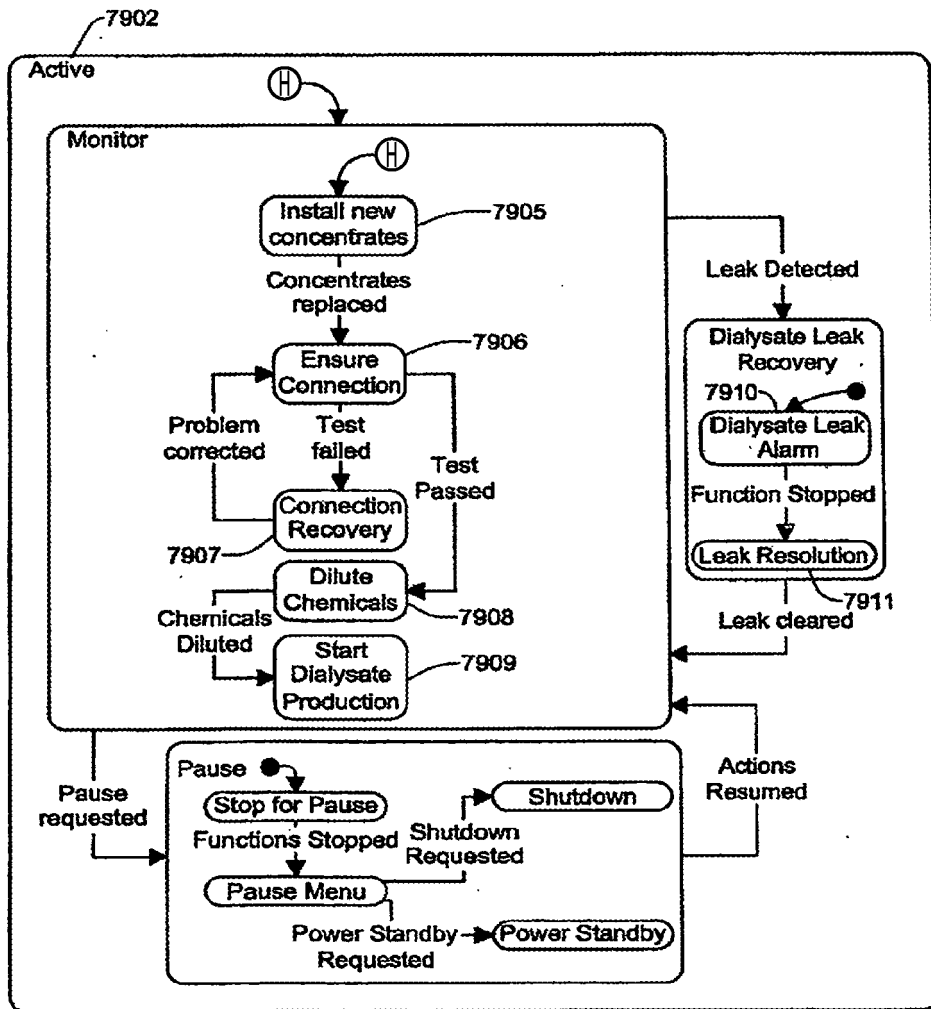 7902
Active
H
Monitor
H
Install new
concentrates
7905
Concentrates
replaced
Ensure
Connection
7906
Problem
corrected
Test
failed
Test
Passed
Connection
Recovery
7907
Dilute
Chemicals
7908
Chemicals
Diluted
Start
Dialysate
Production
7909
Leak Detected
Dialysate Leak
Recovery
7910
Dialysate Leak
Alarm
Function Stopped
Leak Resolution
7911
Leak cleared
Pause
requested
Pause
Stop for Pause
Functions Stopped
Pause Menu
Shutdown
Shutdown
Requested
Power Standby
Requested
Power Standby
Actions
Resumed